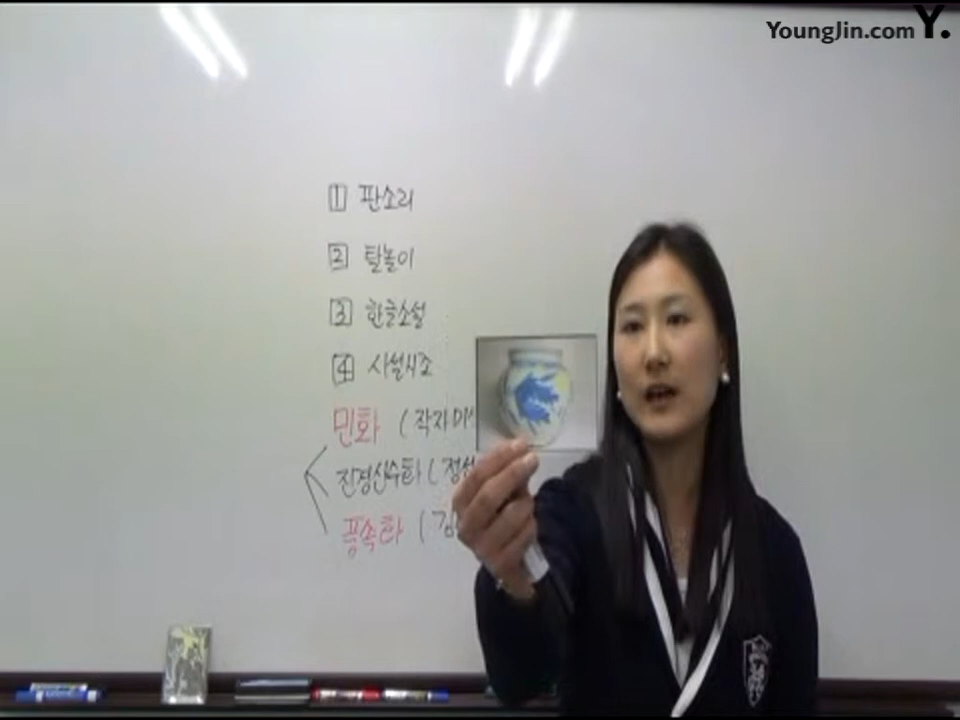 YoungJin.com Y.
1 판소리
2 탈놀이
3 한글소설
4 사설시조
민화 (작자미
진경산수화 (정선
풍속화 (김